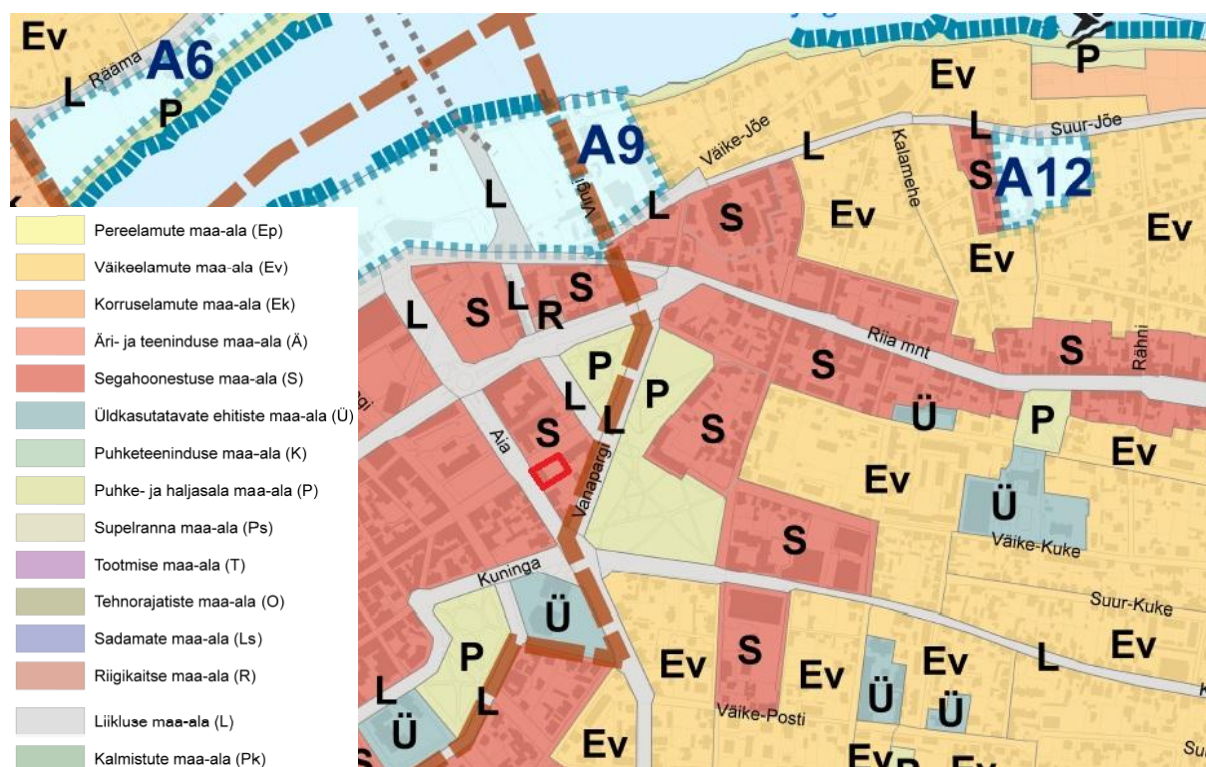 Ev
A6
Rääma
L
P
P
Ev
L
Suur-Jõe
A9
Väike-Jõe
L
Kalamehe
S
A12
Vingi
L
L
S
Ev
Ev
Ev
Pereelamute maa-ala (Ep)
Väikeelamute maa-ala (Ev)
Korruselamute maa-ala (Ek)
Äri- ja teeninduse maa-ala (Ä)
Segahoonestuse maa-ala (S)
Üldkasutatavate ehitiste maa-ala (Ü)
Puhketeeninduse maa-ala (K)
Puhke- ja haljasala maa-ala (P)
Supelranna maa-ala (Ps)
Tootmise maa-ala (T)
Tehnorajatiste maa-ala (O)
Sadamate maa-ala (Ls)
Riigikaitse maa-ala (R)
Liikluse maa-ala (L)
Kalmistute maa-ala (Pk)
L
S
L
R
S
Riia mnt
S
Rähni
P
L
L
P
S
S
Ü
P
Ev
Aia
S
Vanapargi
Ev
Ü
S
Väike-Kuke
Kuninga
Ü
Suur-Kuke
P
L
L
Ü
S
Ev
S
Ev
Ev
L
Ev
Väike-Posti
Ü
Ü
Ev
Ev